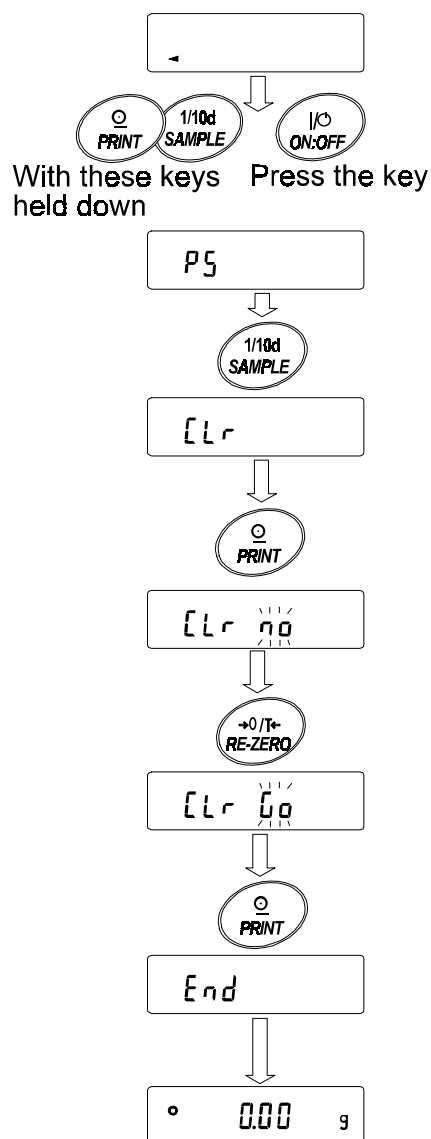 PRINT
1/10d
SAMPLE
ON:OFF
With these keys
held down
Press the key
PS
1/10d
SAMPLE
CLr
PRINT
CLr no
→0/T←
RE-ZERO
CLr Go
PRINT
End
0.00 g